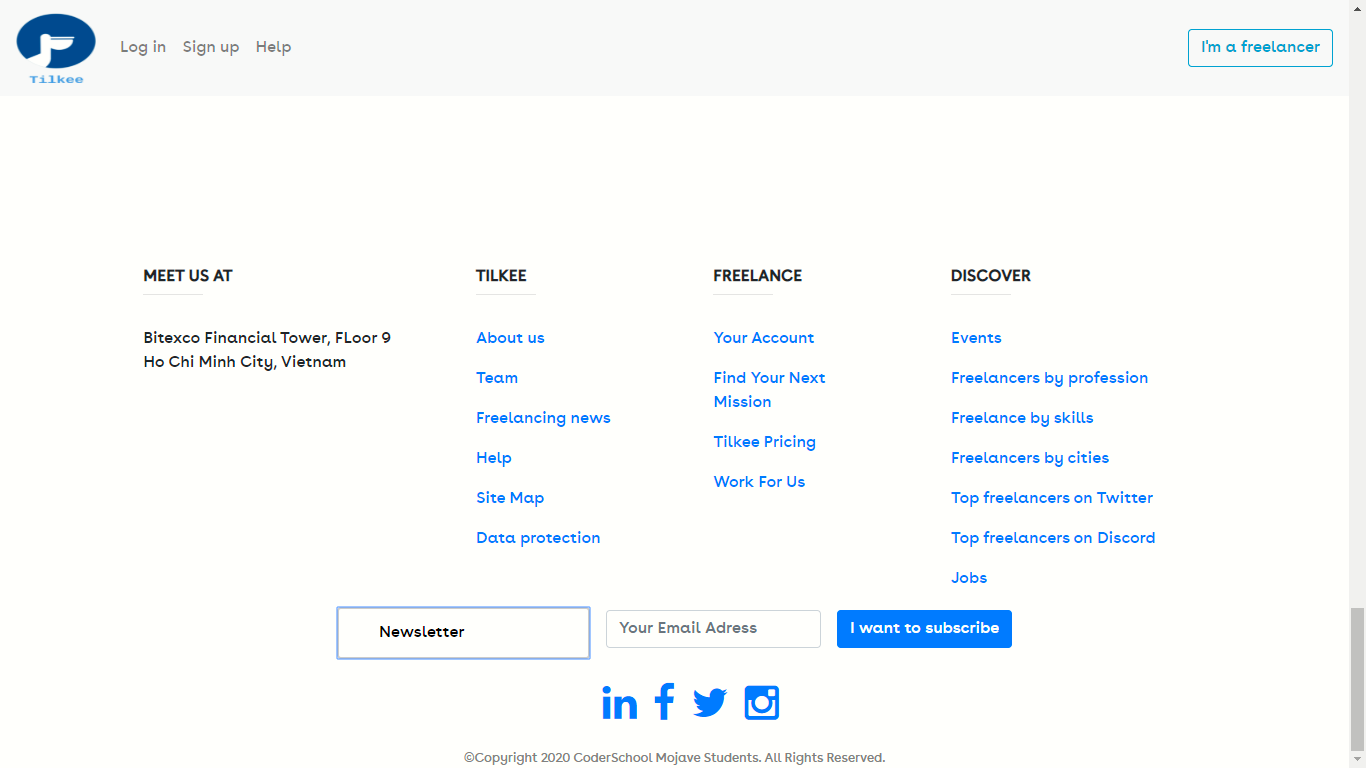 Tilkee
Log in
Sign up
Help
I'm a freelancer
MEET US AT
Bitexco Financial Tower, FLoor 9
Ho Chi Minh City, Vietnam
TILKEE
About us
Team
Freelancing news
Help
Site Map
Data protection
FREELANCE
Your Account
Find Your Next
Mission
Tilkee Pricing
Work For Us
DISCOVER
Events
Freelancers by profession
Freelance by skills
Freelancers by cities
Top freelancers on Twitter
Top freelancers on Discord
Jobs
Newsletter
Your Email Adress
I want to subscribe
©Copyright 2020 CoderSchool Mojave Students. All Rights Reserved.